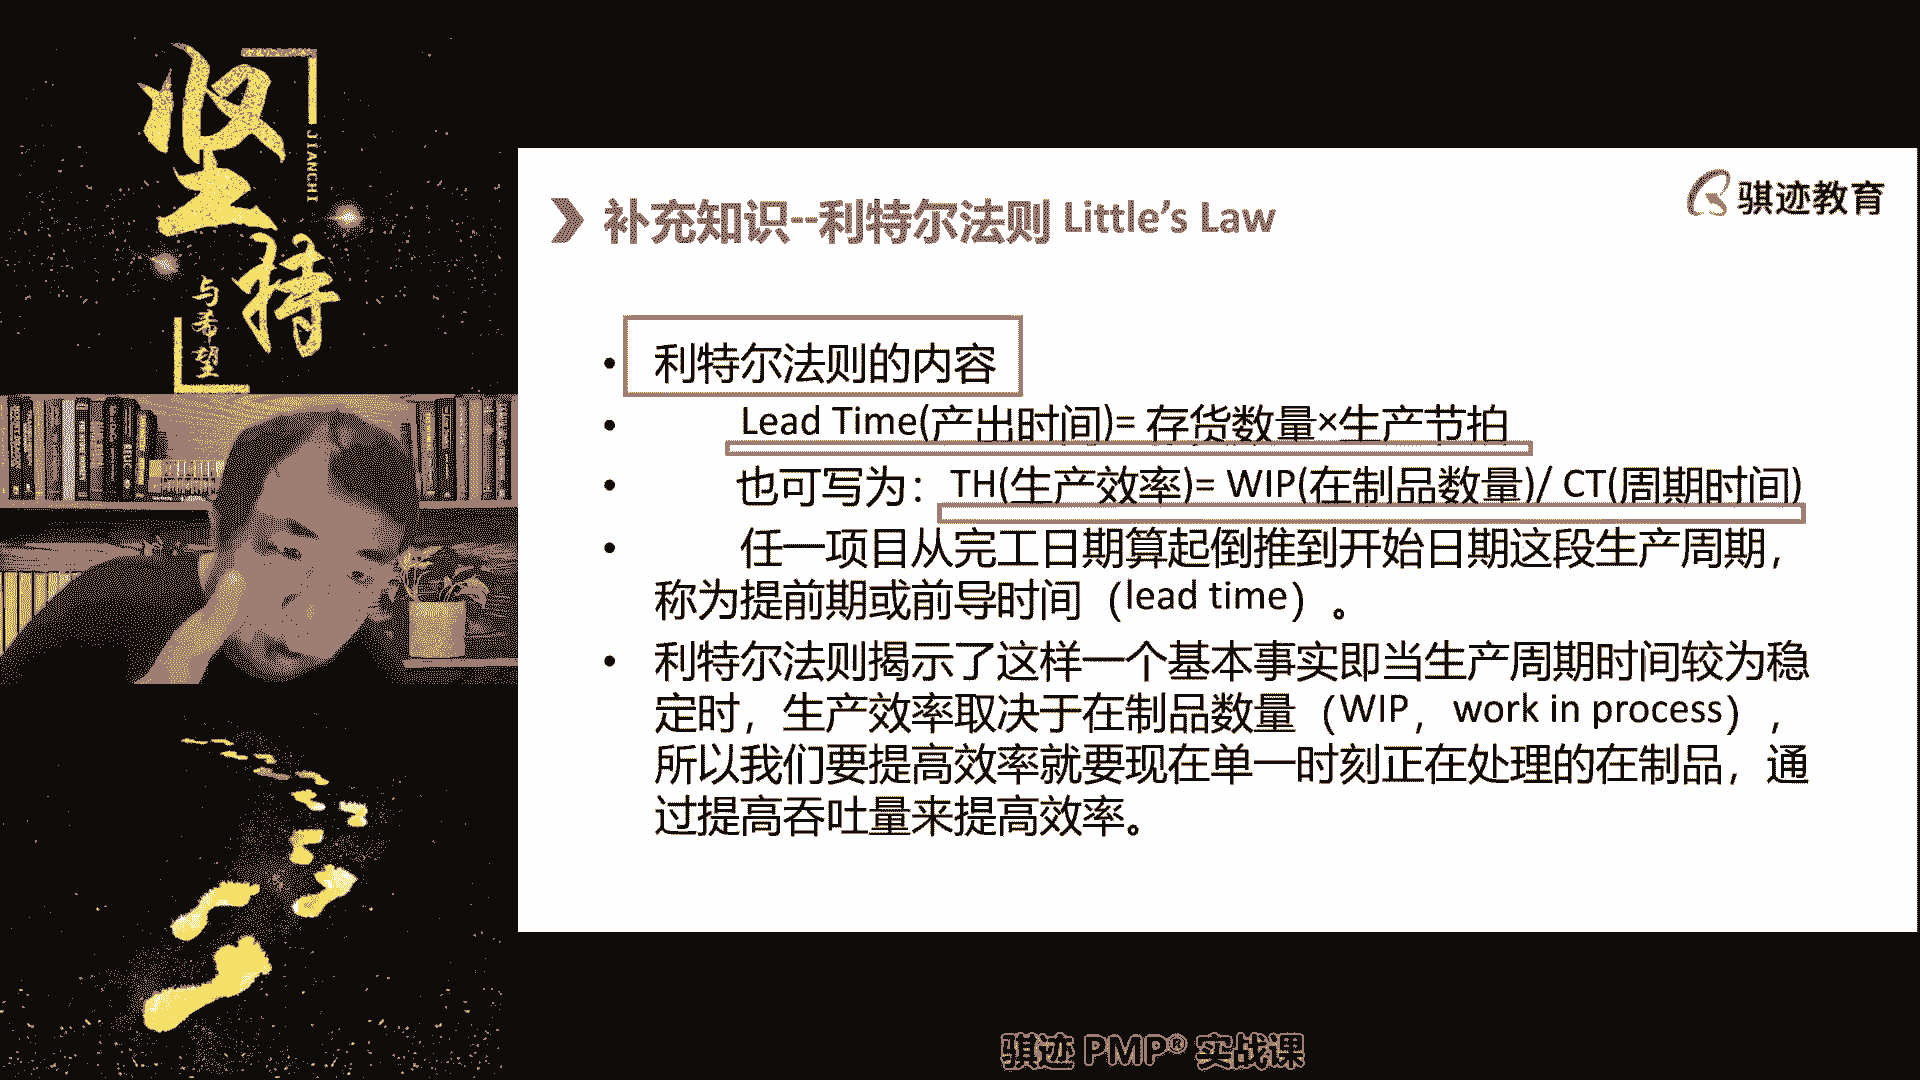 坚持
JIANCHI
与希望
骐迹教育
补充知识--利特尔法则 Little's Law
• 利特尔法则的内容
• Lead Time(产出时间)= 存货数量×生产节拍
• 也可写为：TH(生产效率)= WIP(在制品数量)/ CT(周期时间)
• 任一项目从完工日期算起倒推到开始日期这段生产周期，
称为提前期或前导时间（lead time）。
• 利特尔法则揭示了这样一个基本事实即当生产周期时间较为稳
定时，生产效率取决于在制品数量（WIP，work in process），
所以我们要提高效率就要现在单一时刻正在处理的在制品，通
过提高吞吐量来提高效率。
骐迹 PMP® 实战课